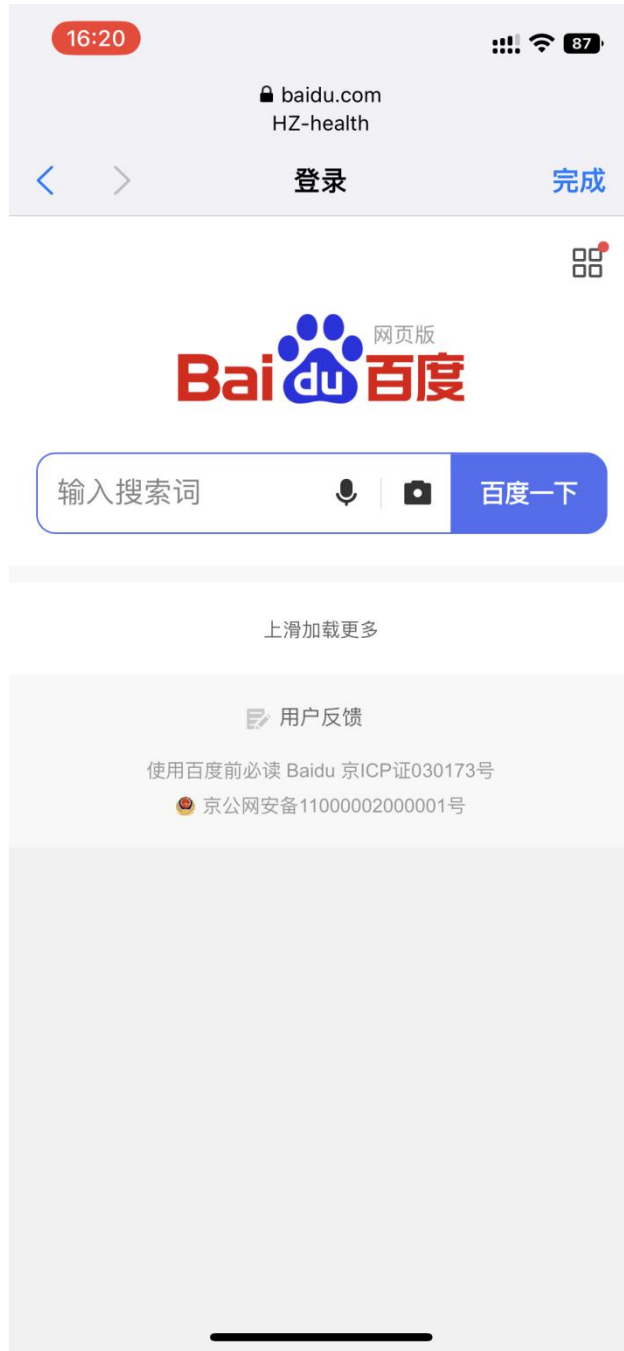 16:20
87
baidu.com
HZ-health
登录
完成
网页版
Bai du 百度
输入搜索词
百度一下
上滑加载更多
用户反馈
使用百度前必读 Baidu 京ICP证030173号
京公网安备11000002000001号